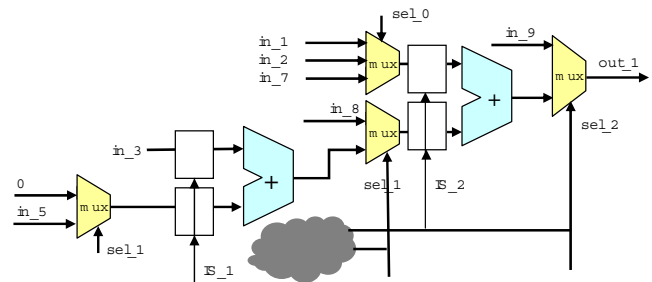 sel_0
in_1
in_2
in_7
mux
in_9
mux
out_1
+
in_8
mux
sel_2
in_3
+
sel_1
IS_2
0
in_5
mux
sel_1
IS_1